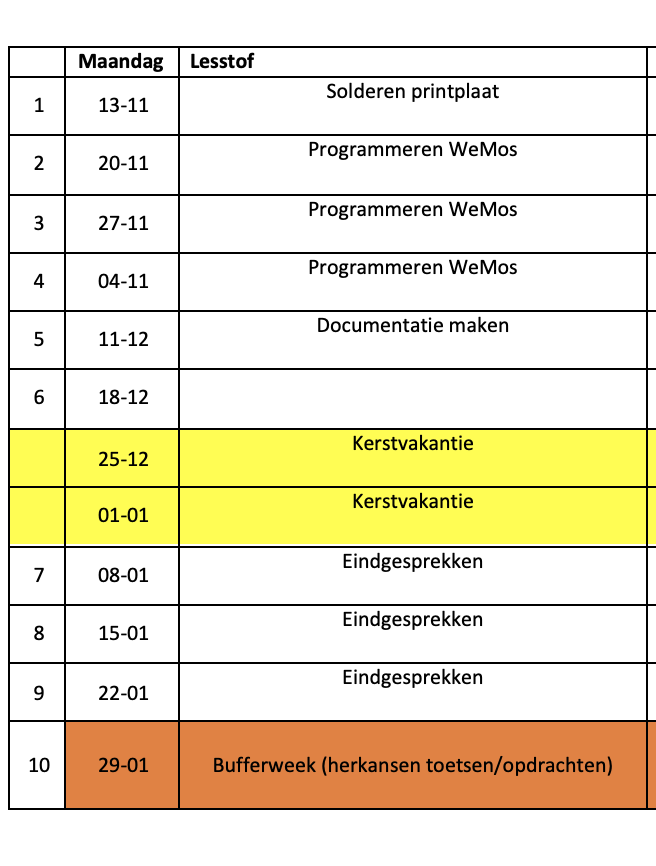 Maandag Lesstof
1 13-11 Solderen printplaat
2 20-11 Programmeren WeMos
3 27-11 Programmeren WeMos
4 04-11 Programmeren WeMos
5 11-12 Documentatie maken
6 18-12
25-12 Kerstvakantie
01-01 Kerstvakantie
7 08-01 Eindgesprekken
8 15-01 Eindgesprekken
9 22-01 Eindgesprekken
10 29-01 Bufferweek (herkansen toetsen/opdrachten)